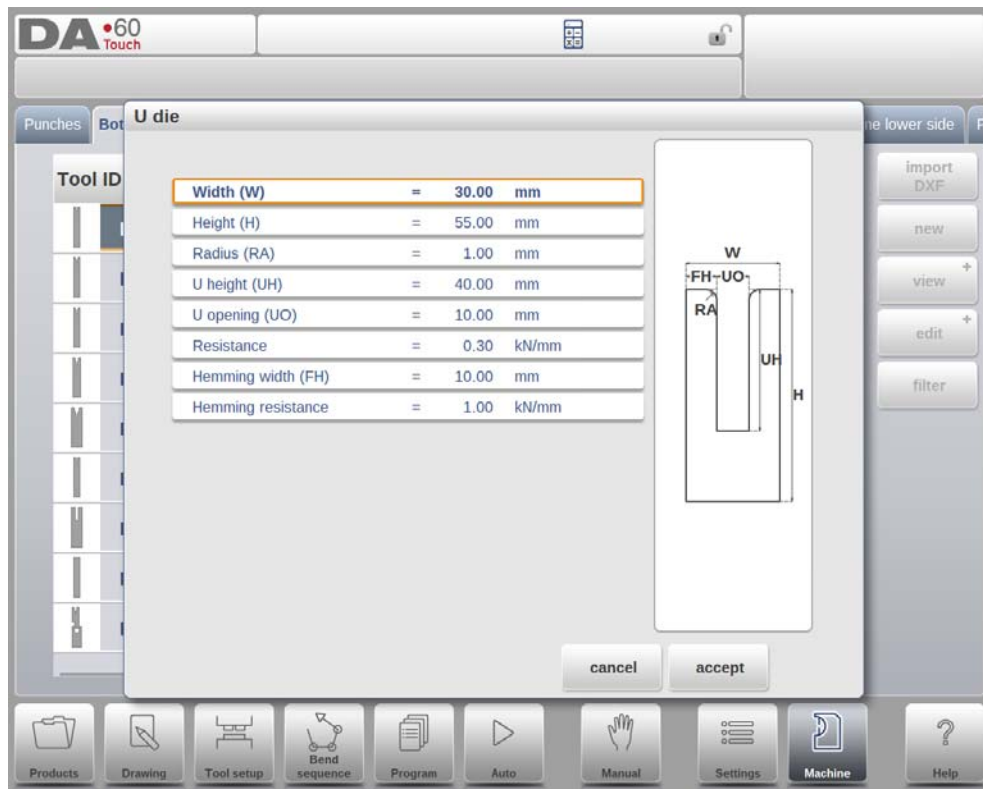 DA •60
Touch
Punches
Bot
U die
ne lower side
Tool ID
Width (W) = 30.00 mm
Height (H) = 55.00 mm
Radius (RA) = 1.00 mm
U height (UH) = 40.00 mm
U opening (UO) = 10.00 mm
Resistance = 0.30 kN/mm
Hemming width (FH) = 10.00 mm
Hemming resistance = 1.00 kN/mm
W
FH UO
RA
UH
H
import
DXF
new
view +
edit +
filter
cancel
accept
Products
Drawing
Tool setup
Bend
sequence
Program
Auto
Manual
Settings
Machine
? Help